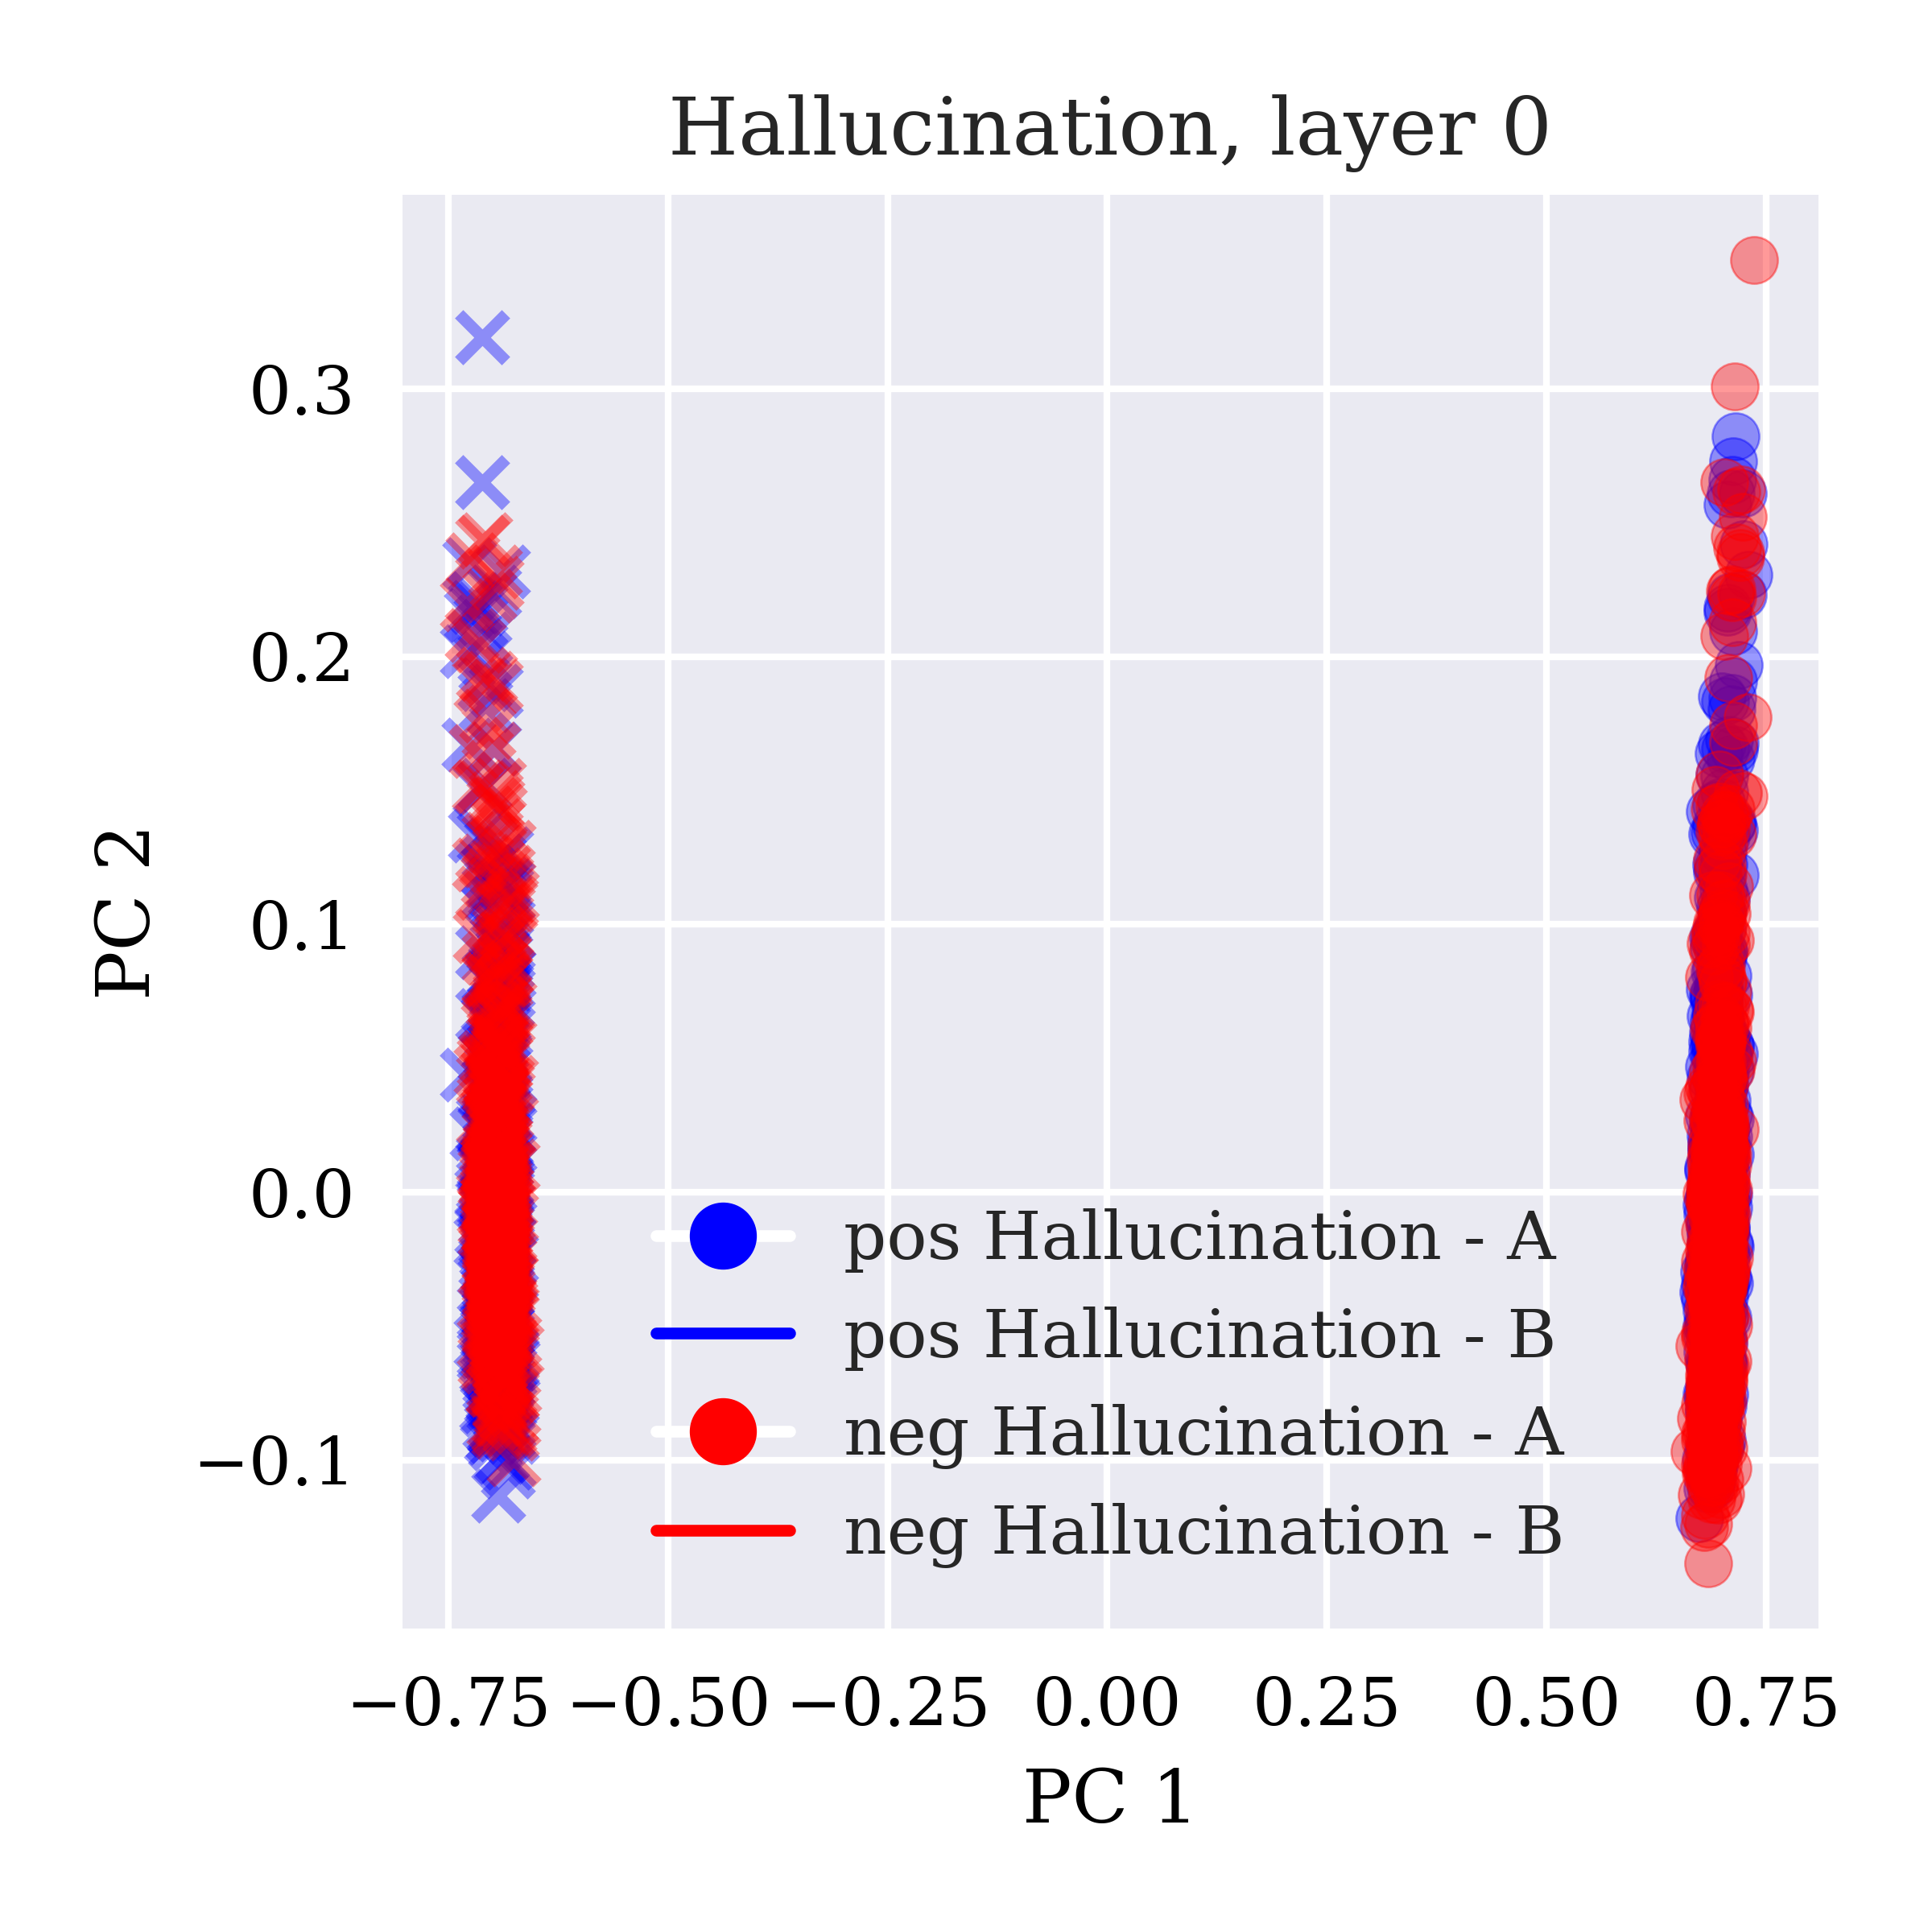 Hallucination, layer 0
0.3
0.2
0.1
0.0
−0.1
PC 2
pos Hallucination - A
pos Hallucination - B
neg Hallucination - A
neg Hallucination - B
−0.75 −0.50 −0.25 0.00 0.25 0.50 0.75
PC 1